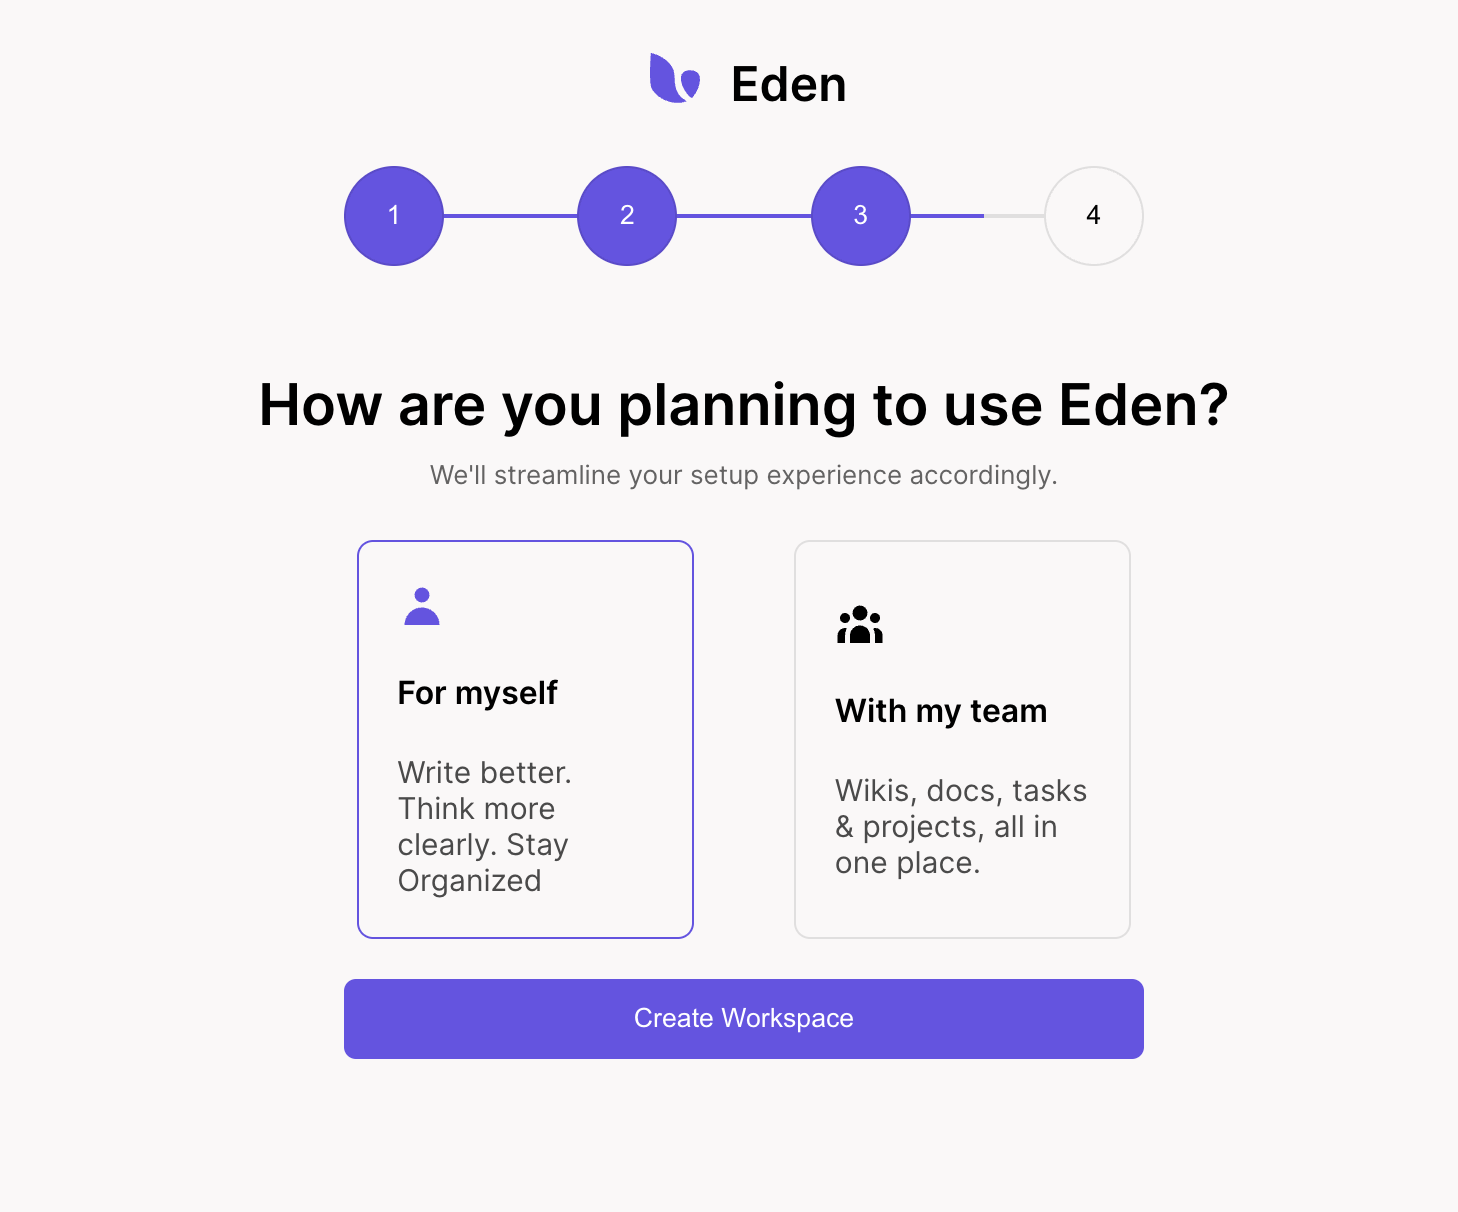 Eden
1 2 3 4
How are you planning to use Eden?
We'll streamline your setup experience accordingly.
For myself
Write better.
Think more
clearly. Stay
Organized
With my team
Wikis, docs, tasks
& projects, all in
one place.
Create Workspace